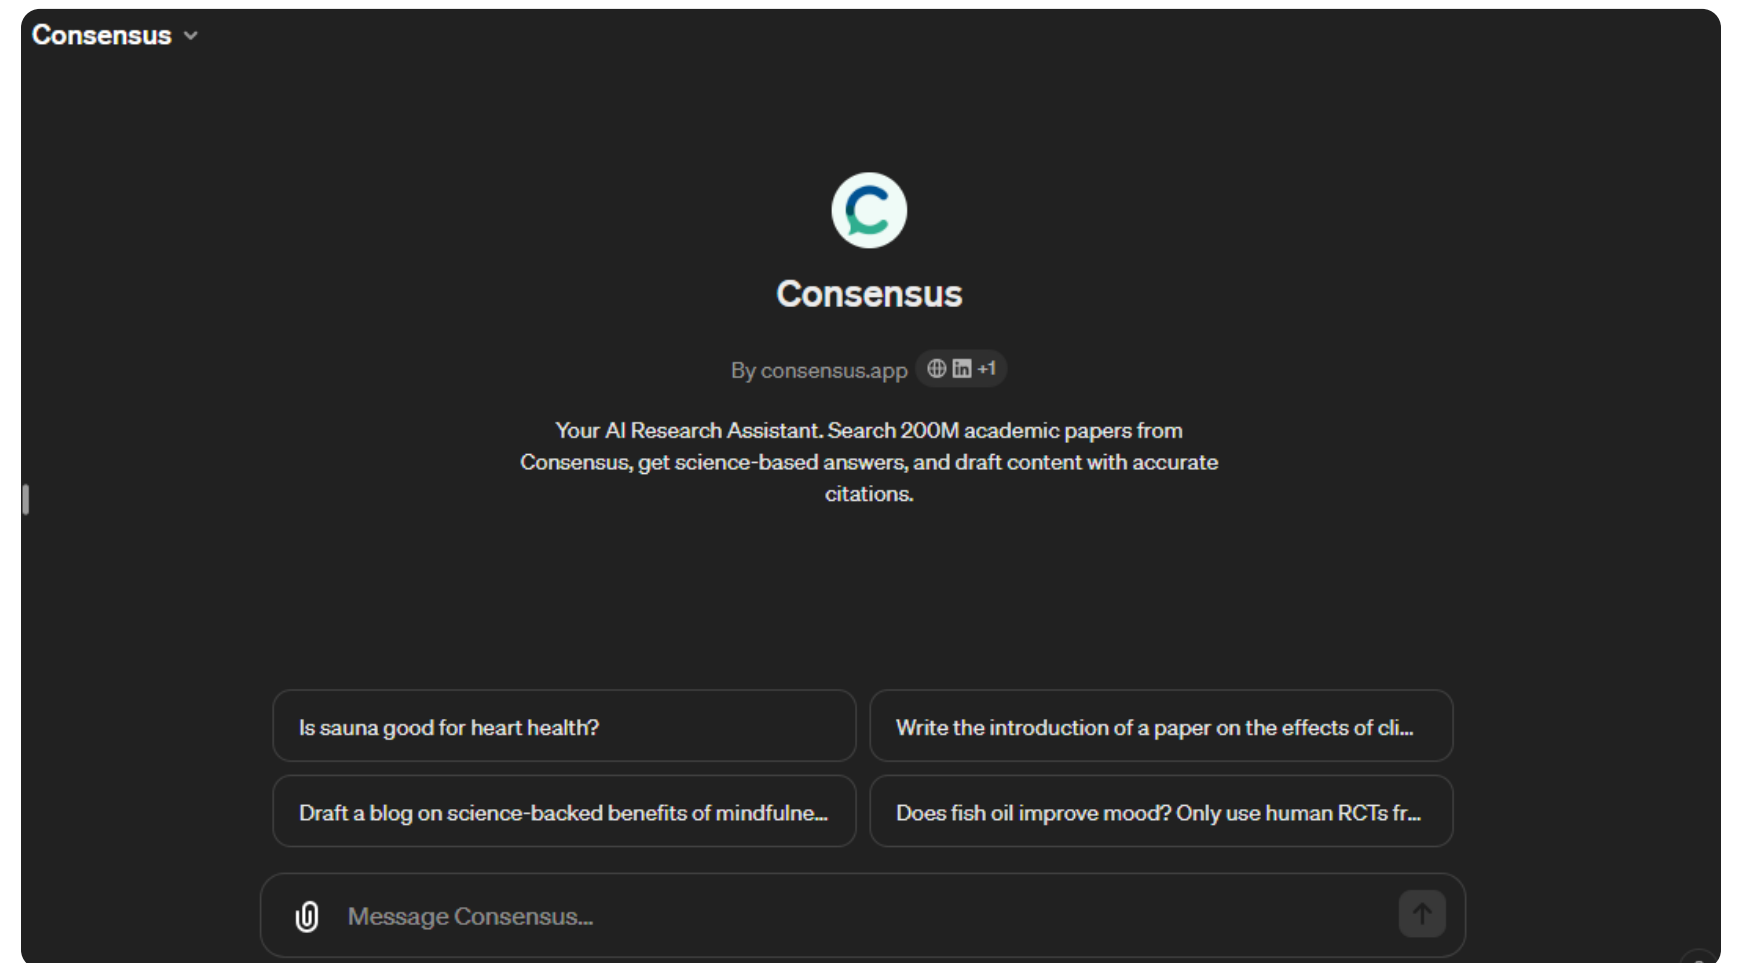 Consensus
Consensus
By consensus.app in +1
Your AI Research Assistant. Search 200M academic papers from
Consensus, get science-based answers, and draft content with accurate
citations.
Is sauna good for heart health?
Write the introduction of a paper on the effects of cli...
Draft a blog on science-backed benefits of mindfulne...
Does fish oil improve mood? Only use human RCTs fr...
Message Consensus...